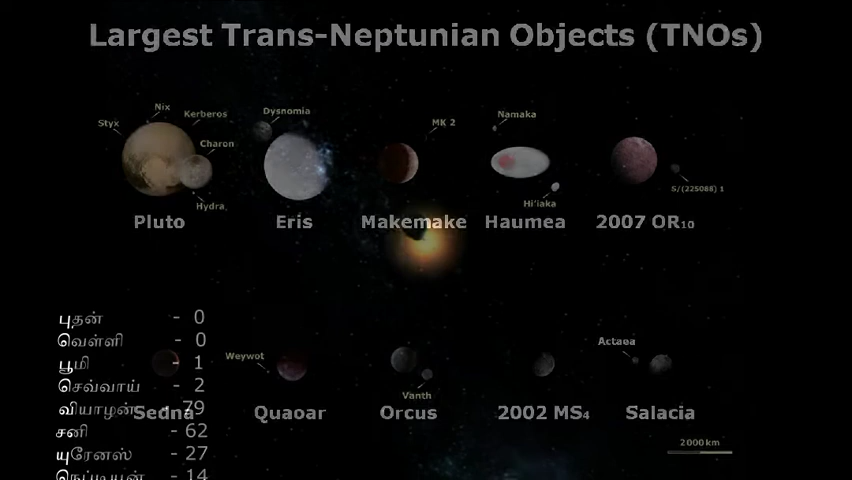 Largest Trans-Neptunian Objects (TNOs)
Nix
Styx
Kerberos
Charon
Hydra
Dysnomia
MK 2
Namaka
Hi'iaka
S/(225088) 1
Pluto
Eris
Makemake
Haumea
2007 OR₁₀
புதன் - 0
வெள்ளி - 0
பூமி - 1
செவ்வாய் - 2
வியாழன் - 79
சனி - 62
யுரேனஸ் - 27
நெப்டியூன் - 14
Weywot
Vanth
Actaea
Sedna
Quaoar
Orcus
2002 MS₄
Salacia
2000 km